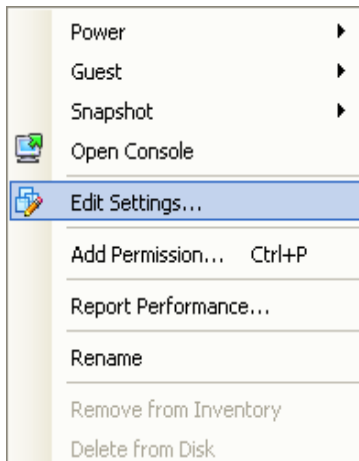 Power
Guest
Snapshot
Open Console
Edit Settings...
Add Permission... Ctrl+P
Report Performance...
Rename
Remove from Inventory
Delete from Disk